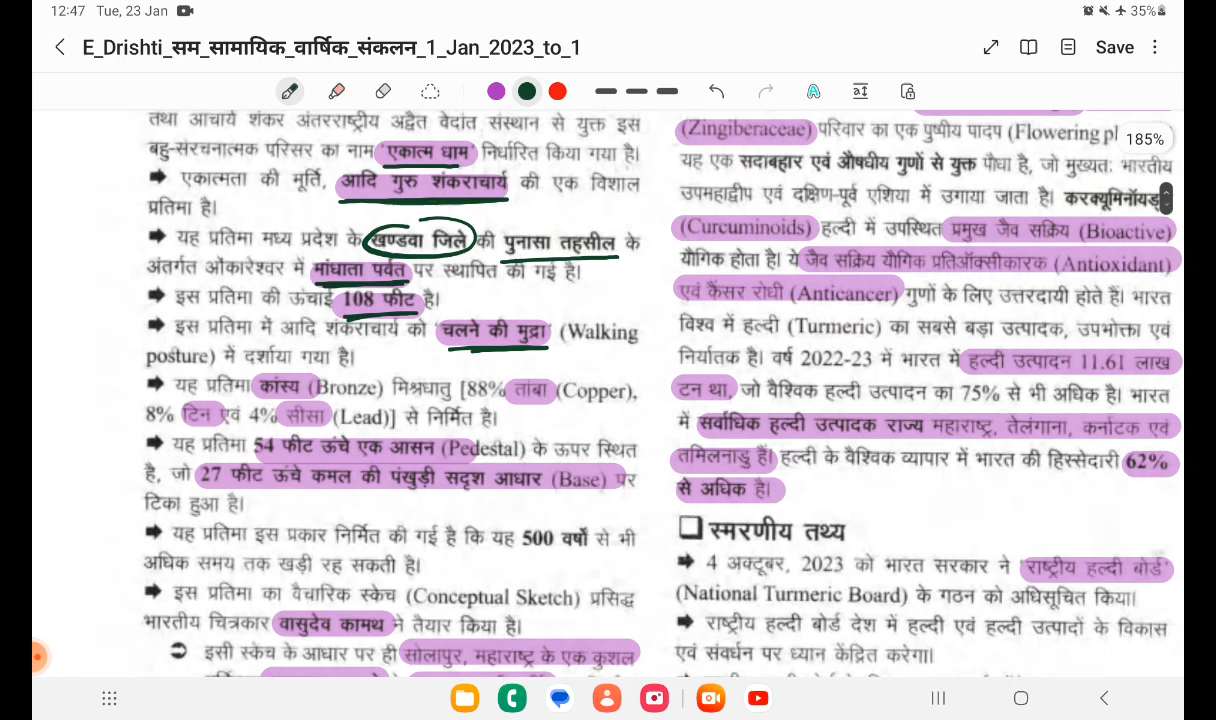 12:47 Tue, 23 Jan
35%
E_Drishti_सम_सामायिक_वार्षिक_संकलन_1_Jan_2023_to_1
Save
तथा आचार्य शंकर अंतरराष्ट्रीय अद्वैत वेदांत संस्थान से युक्त इस
बहु-संरचनात्मक परिसर का नाम 'एकात्म धाम' निर्धारित किया गया है।
➡ एकात्मता की मूर्ति, आदि गुरु शंकराचार्य की एक विशाल
प्रतिमा है।
➡ यह प्रतिमा मध्य प्रदेश के खण्डवा जिले की पुनासा तहसील के
अंतर्गत ओंकारेश्वर में मांधाता पर्वत पर स्थापित की गई है।
➡ इस प्रतिमा की ऊंचाई 108 फीट है।
➡ इस प्रतिमा में आदि शंकराचार्य को 'चलने की मुद्रा' (Walking
posture) में दर्शाया गया है।
➡ यह प्रतिमा कांस्य (Bronze) मिश्रधातु [88% तांबा (Copper),
8% टिन एवं 4% सीसा (Lead)] से निर्मित है।
➡ यह प्रतिमा 54 फीट ऊंचे एक आसन (Pedestal) के ऊपर स्थित
है, जो 27 फीट ऊंचे कमल की पंखुड़ी सदृश आधार (Base) पर
टिका हुआ है।
➡ यह प्रतिमा इस प्रकार निर्मित की गई है कि यह 500 वर्षों से भी
अधिक समय तक खड़ी रह सकती है।
➡ इस प्रतिमा का वैचारिक स्केच (Conceptual Sketch) प्रसिद्ध
भारतीय चित्रकार वासुदेव कामथ ने तैयार किया है।
➲ इसी स्केच के आधार पर ही सोलापुर, महाराष्ट्र के एक कुशल
(Zingiberaceae) परिवार का एक पुष्पीय पादप (Flowering pl
185%
यह एक सदाबहार एवं औषधीय गुणों से युक्त पौधा है, जो मुख्यतः भारतीय
उपमहाद्वीप एवं दक्षिण-पूर्व एशिया में उगाया जाता है। करक्यूमिनॉयड्
(Curcuminoids) हल्दी में उपस्थित प्रमुख जैव सक्रिय (Bioactive)
यौगिक होता है। ये जैव सक्रिय यौगिक प्रतिऑक्सीकारक (Antioxidant)
एवं कैंसर रोधी (Anticancer) गुणों के लिए उत्तरदायी होते हैं। भारत
विश्व में हल्दी (Turmeric) का सबसे बड़ा उत्पादक, उपभोक्ता एवं
निर्यातक है। वर्ष 2022-23 में भारत में हल्दी उत्पादन 11.61 लाख
टन था, जो वैश्विक हल्दी उत्पादन का 75% से भी अधिक है। भारत
में सर्वाधिक हल्दी उत्पादक राज्य महाराष्ट्र, तेलंगाना, कर्नाटक एवं
तमिलनाडु हैं। हल्दी के वैश्विक व्यापार में भारत की हिस्सेदारी 62%
से अधिक है।
❑ स्मरणीय तथ्य
➡ 4 अक्टूबर, 2023 को भारत सरकार ने 'राष्ट्रीय हल्दी बोर्ड'
(National Turmeric Board) के गठन को अधिसूचित किया।
➡ राष्ट्रीय हल्दी बोर्ड देश में हल्दी एवं हल्दी उत्पादों के विकास
एवं संवर्धन पर ध्यान केंद्रित करेगा।